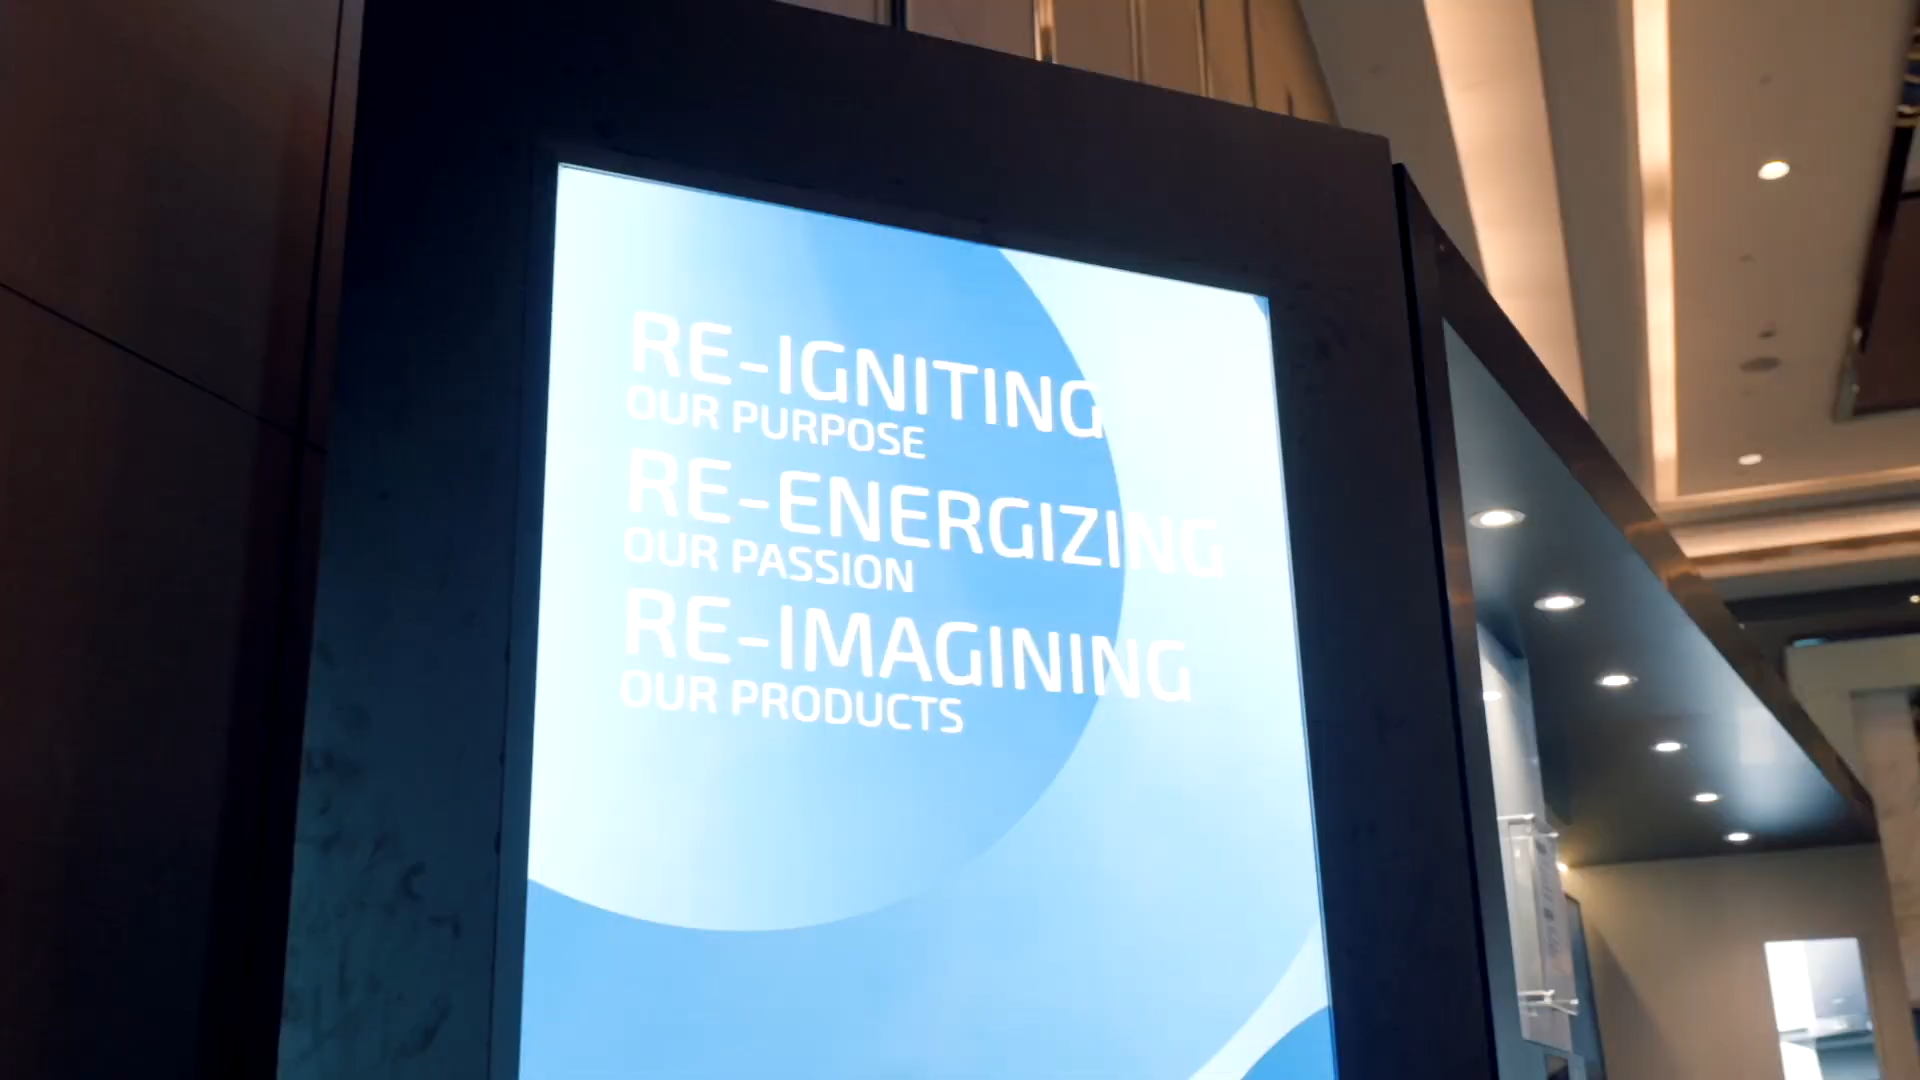 RE-IGNITING
OUR PURPOSE
RE-ENERGIZING
OUR PASSION
RE-IMAGINING
OUR PRODUCTS